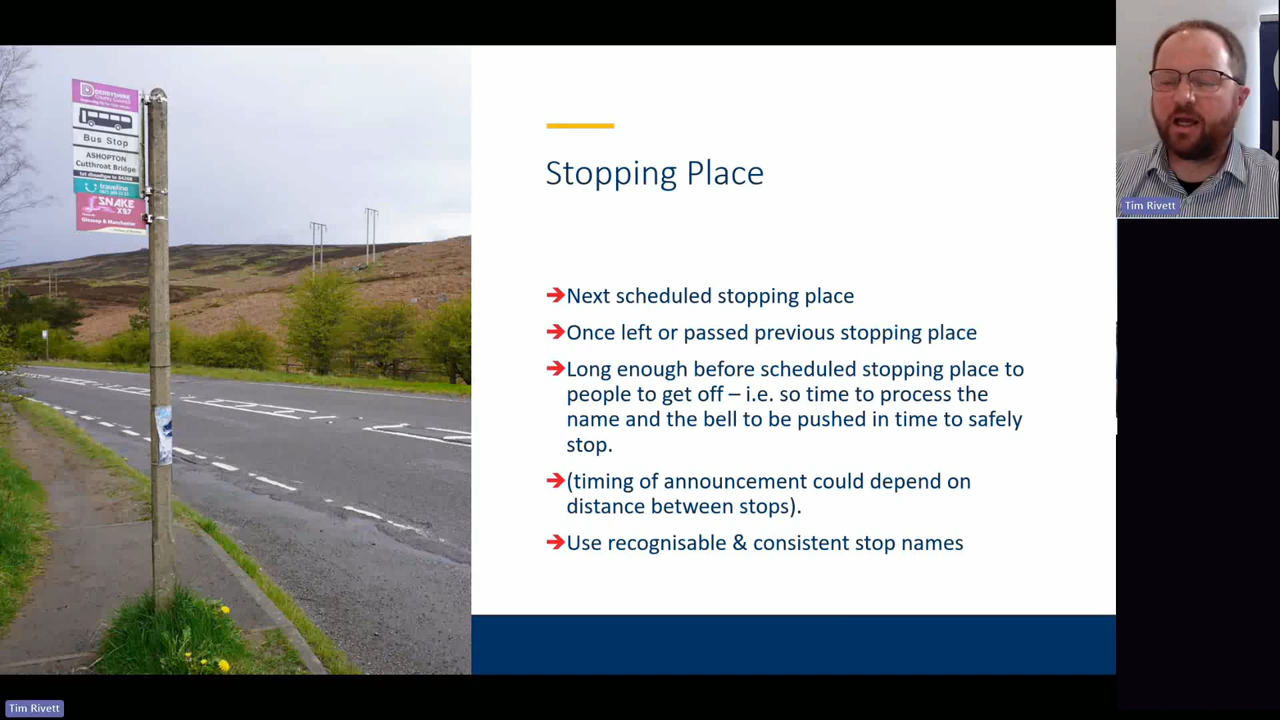 DERBYSHIRE
County Council
Bus Stop
ASHOPTON
Cutthroat Bridge
traveline
SNAKE
X57
Glossop & Manchester
Stopping Place
➔Next scheduled stopping place
➔Once left or passed previous stopping place
➔Long enough before scheduled stopping place to
people to get off – i.e. so time to process the
name and the bell to be pushed in time to safely
stop.
➔(timing of announcement could depend on
distance between stops).
➔Use recognisable & consistent stop names
Tim Rivett
Tim Rivett